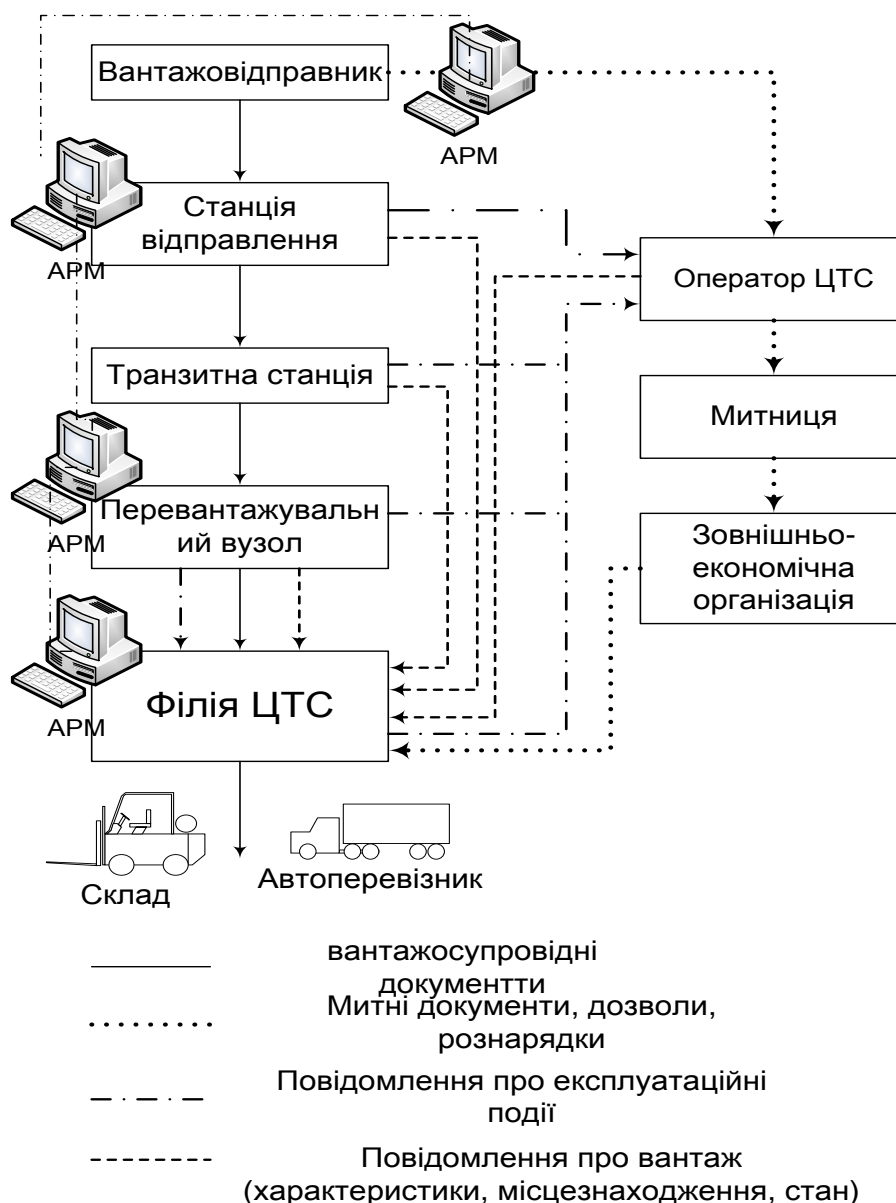 Вантажовідправник
АРМ
Станція
відправлення
АРМ
Оператор ЦТС
Транзитна станція
Митниця
Перевантажувальн
ий вузол
АРМ
Зовнішньо-
економічна
організація
Філія ЦТС
АРМ
Склад
Автоперевізник
вантажосупровідні
документти
Митні документи, дозволи,
рознарядки
Повідомлення про експлуатаційні
події
Повідомлення про вантаж
(характеристики, місцезнаходження, стан)